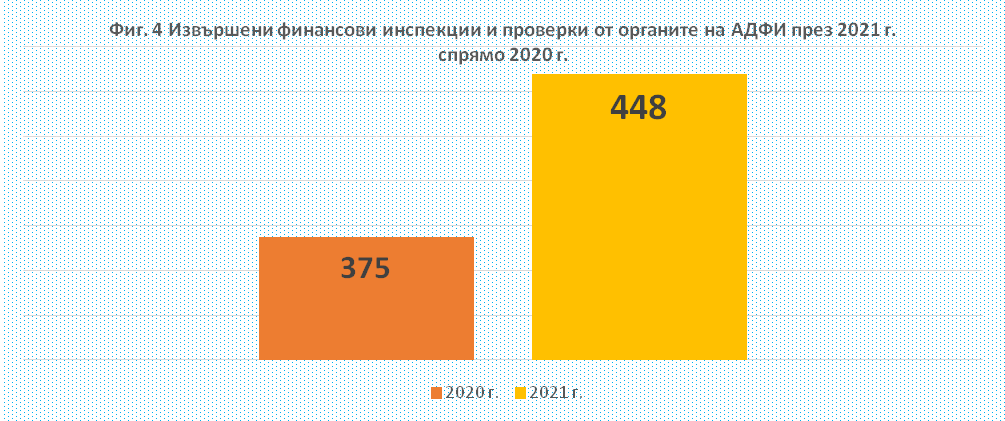 Фиг. 4 Извършени финансови инспекции и проверки от органите на АДФИ през 2021 г.
спрямо 2020 г.
448
375
2020 г.
2021 г.